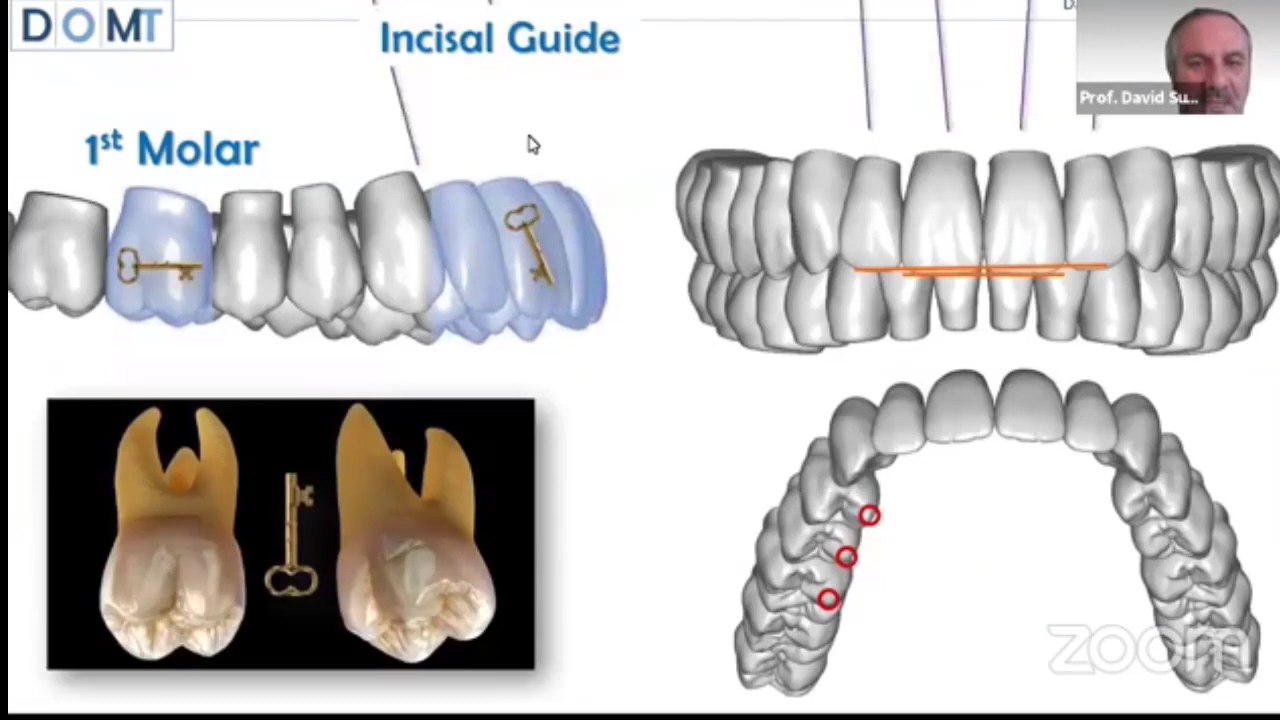 DOMT
Incisal Guide
D
Prof. David Su...
1st Molar
zoom